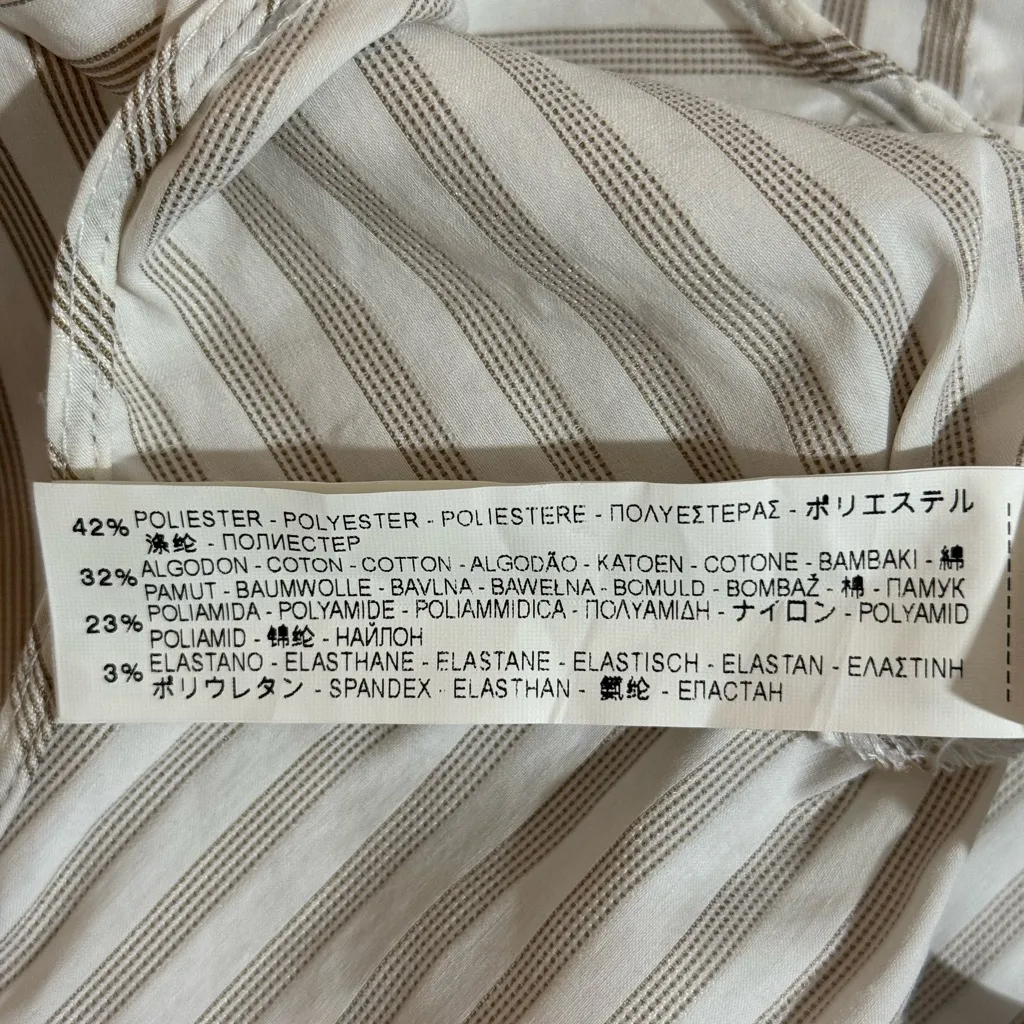 42% POLIESTER - POLYESTER - POLIESTERE - ΠΟΛΥΕΣΤΕΡΑΣ - ポリエステル
涤纶 - ПОЛИЕСТЕР
32% ALGODON - COTON - COTTON - ALGODÃO - KATOEN - COTONE - BAMBAKI - 綿
PAMUT - BAUMWOLLE - BAVLNA - BAWEŁNA - BOMULD - BOMBAŽ - 棉 - ПАМУК
23% POLIAMIDA - POLYAMIDE - POLIAMMIDICA - ΠΟΛΥΑΜΙΔΗ - ナイロン - POLYAMID
POLIAMID - 锦纶 - НАЙЛОН
3% ELASTANO - ELASTHANE - ELASTANE - ELASTISCH - ELASTAN - ΕΛΑΣΤΙΝΗ
ポリウレタン - SPANDEX - ELASTHAN - 氨纶 - ЕЛАСТАН